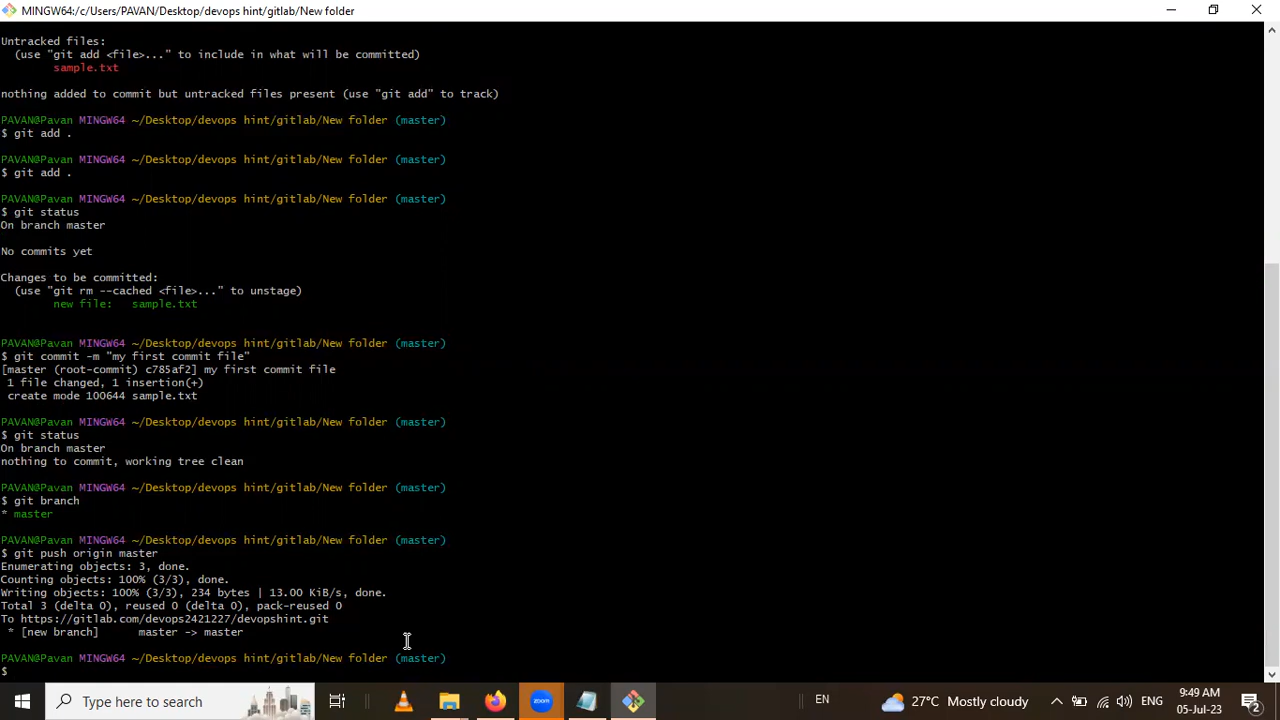 MINGW64:/c/Users/PAVAN/Desktop/devops hint/gitlab/New folder
Untracked files:
(use "git add <file>..." to include in what will be committed)
sample.txt
nothing added to commit but untracked files present (use "git add" to track)
PAVAN@Pavan MINGW64 ~/Desktop/devops hint/gitlab/New folder (master)
$ git add .
PAVAN@Pavan MINGW64 ~/Desktop/devops hint/gitlab/New folder (master)
$ git add .
PAVAN@Pavan MINGW64 ~/Desktop/devops hint/gitlab/New folder (master)
$ git status
On branch master
No commits yet
Changes to be committed:
(use "git rm --cached <file>..." to unstage)
new file:   sample.txt
PAVAN@Pavan MINGW64 ~/Desktop/devops hint/gitlab/New folder (master)
$ git commit -m "my first commit file"
[master (root-commit) c785af2] my first commit file
1 file changed, 1 insertion(+)
create mode 100644 sample.txt
PAVAN@Pavan MINGW64 ~/Desktop/devops hint/gitlab/New folder (master)
$ git status
On branch master
nothing to commit, working tree clean
PAVAN@Pavan MINGW64 ~/Desktop/devops hint/gitlab/New folder (master)
$ git branch
* master
PAVAN@Pavan MINGW64 ~/Desktop/devops hint/gitlab/New folder (master)
$ git push origin master
Enumerating objects: 3, done.
Counting objects: 100% (3/3), done.
Writing objects: 100% (3/3), 234 bytes | 13.00 KiB/s, done.
Total 3 (delta 0), reused 0 (delta 0), pack-reused 0
To https://gitlab.com/devops2421227/devopshint.git
* [new branch]      master -> master
PAVAN@Pavan MINGW64 ~/Desktop/devops hint/gitlab/New folder (master)
$
Type here to search
zoom
EN
27°C Mostly cloudy
ENG
9:49 AM
05-Jul-23
2